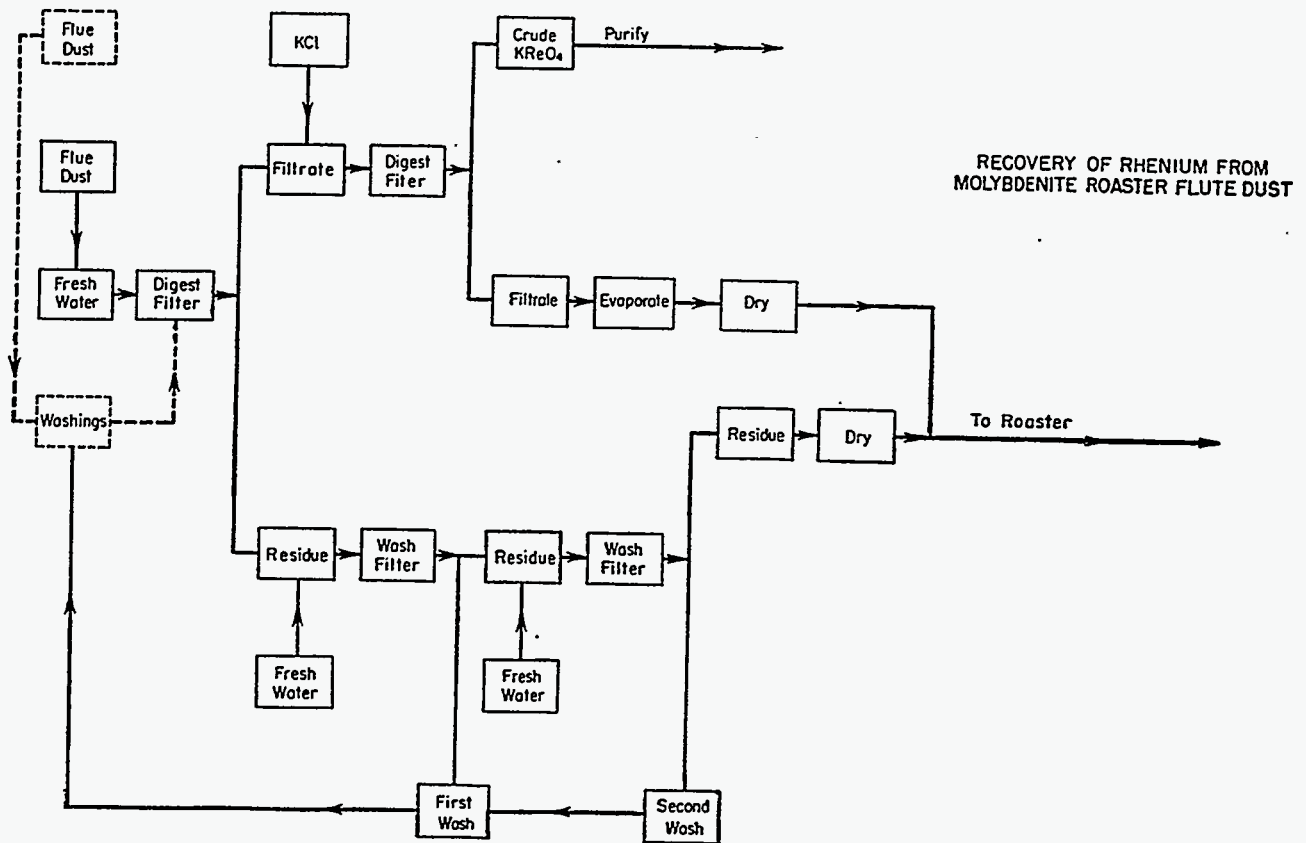 Flue
Dust
KCl
Crude
KReO₄
Purify
Flue
Dust
Filtrate
Digest
Fiter
RECOVERY OF RHENIUM FROM
MOLYBDENITE ROASTER FLUTE DUST
Fresh
Water
Digest
Filter
Filtrale
Evaporate
Dry
Washings
Residue
Dry
To Roaster
Residue
Wash
Filter
Residue
Wash
Filter
Fresh
Water
Fresh
Water
First
Wash
Second
Wash